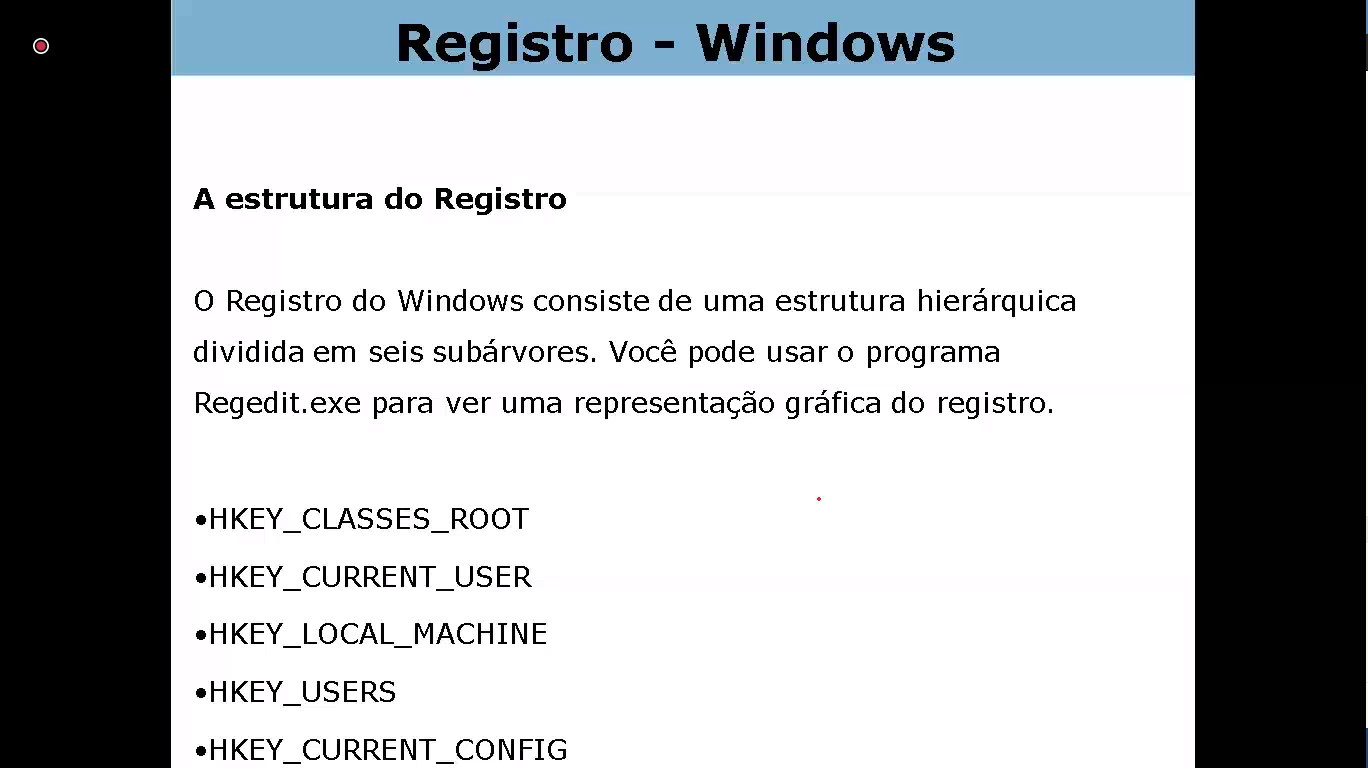 Registro - Windows
A estrutura do Registro
O Registro do Windows consiste de uma estrutura hierárquica
dividida em seis subárvores. Você pode usar o programa
Regedit.exe para ver uma representação gráfica do registro.
•HKEY_CLASSES_ROOT
•HKEY_CURRENT_USER
•HKEY_LOCAL_MACHINE
•HKEY_USERS
•HKEY_CURRENT_CONFIG